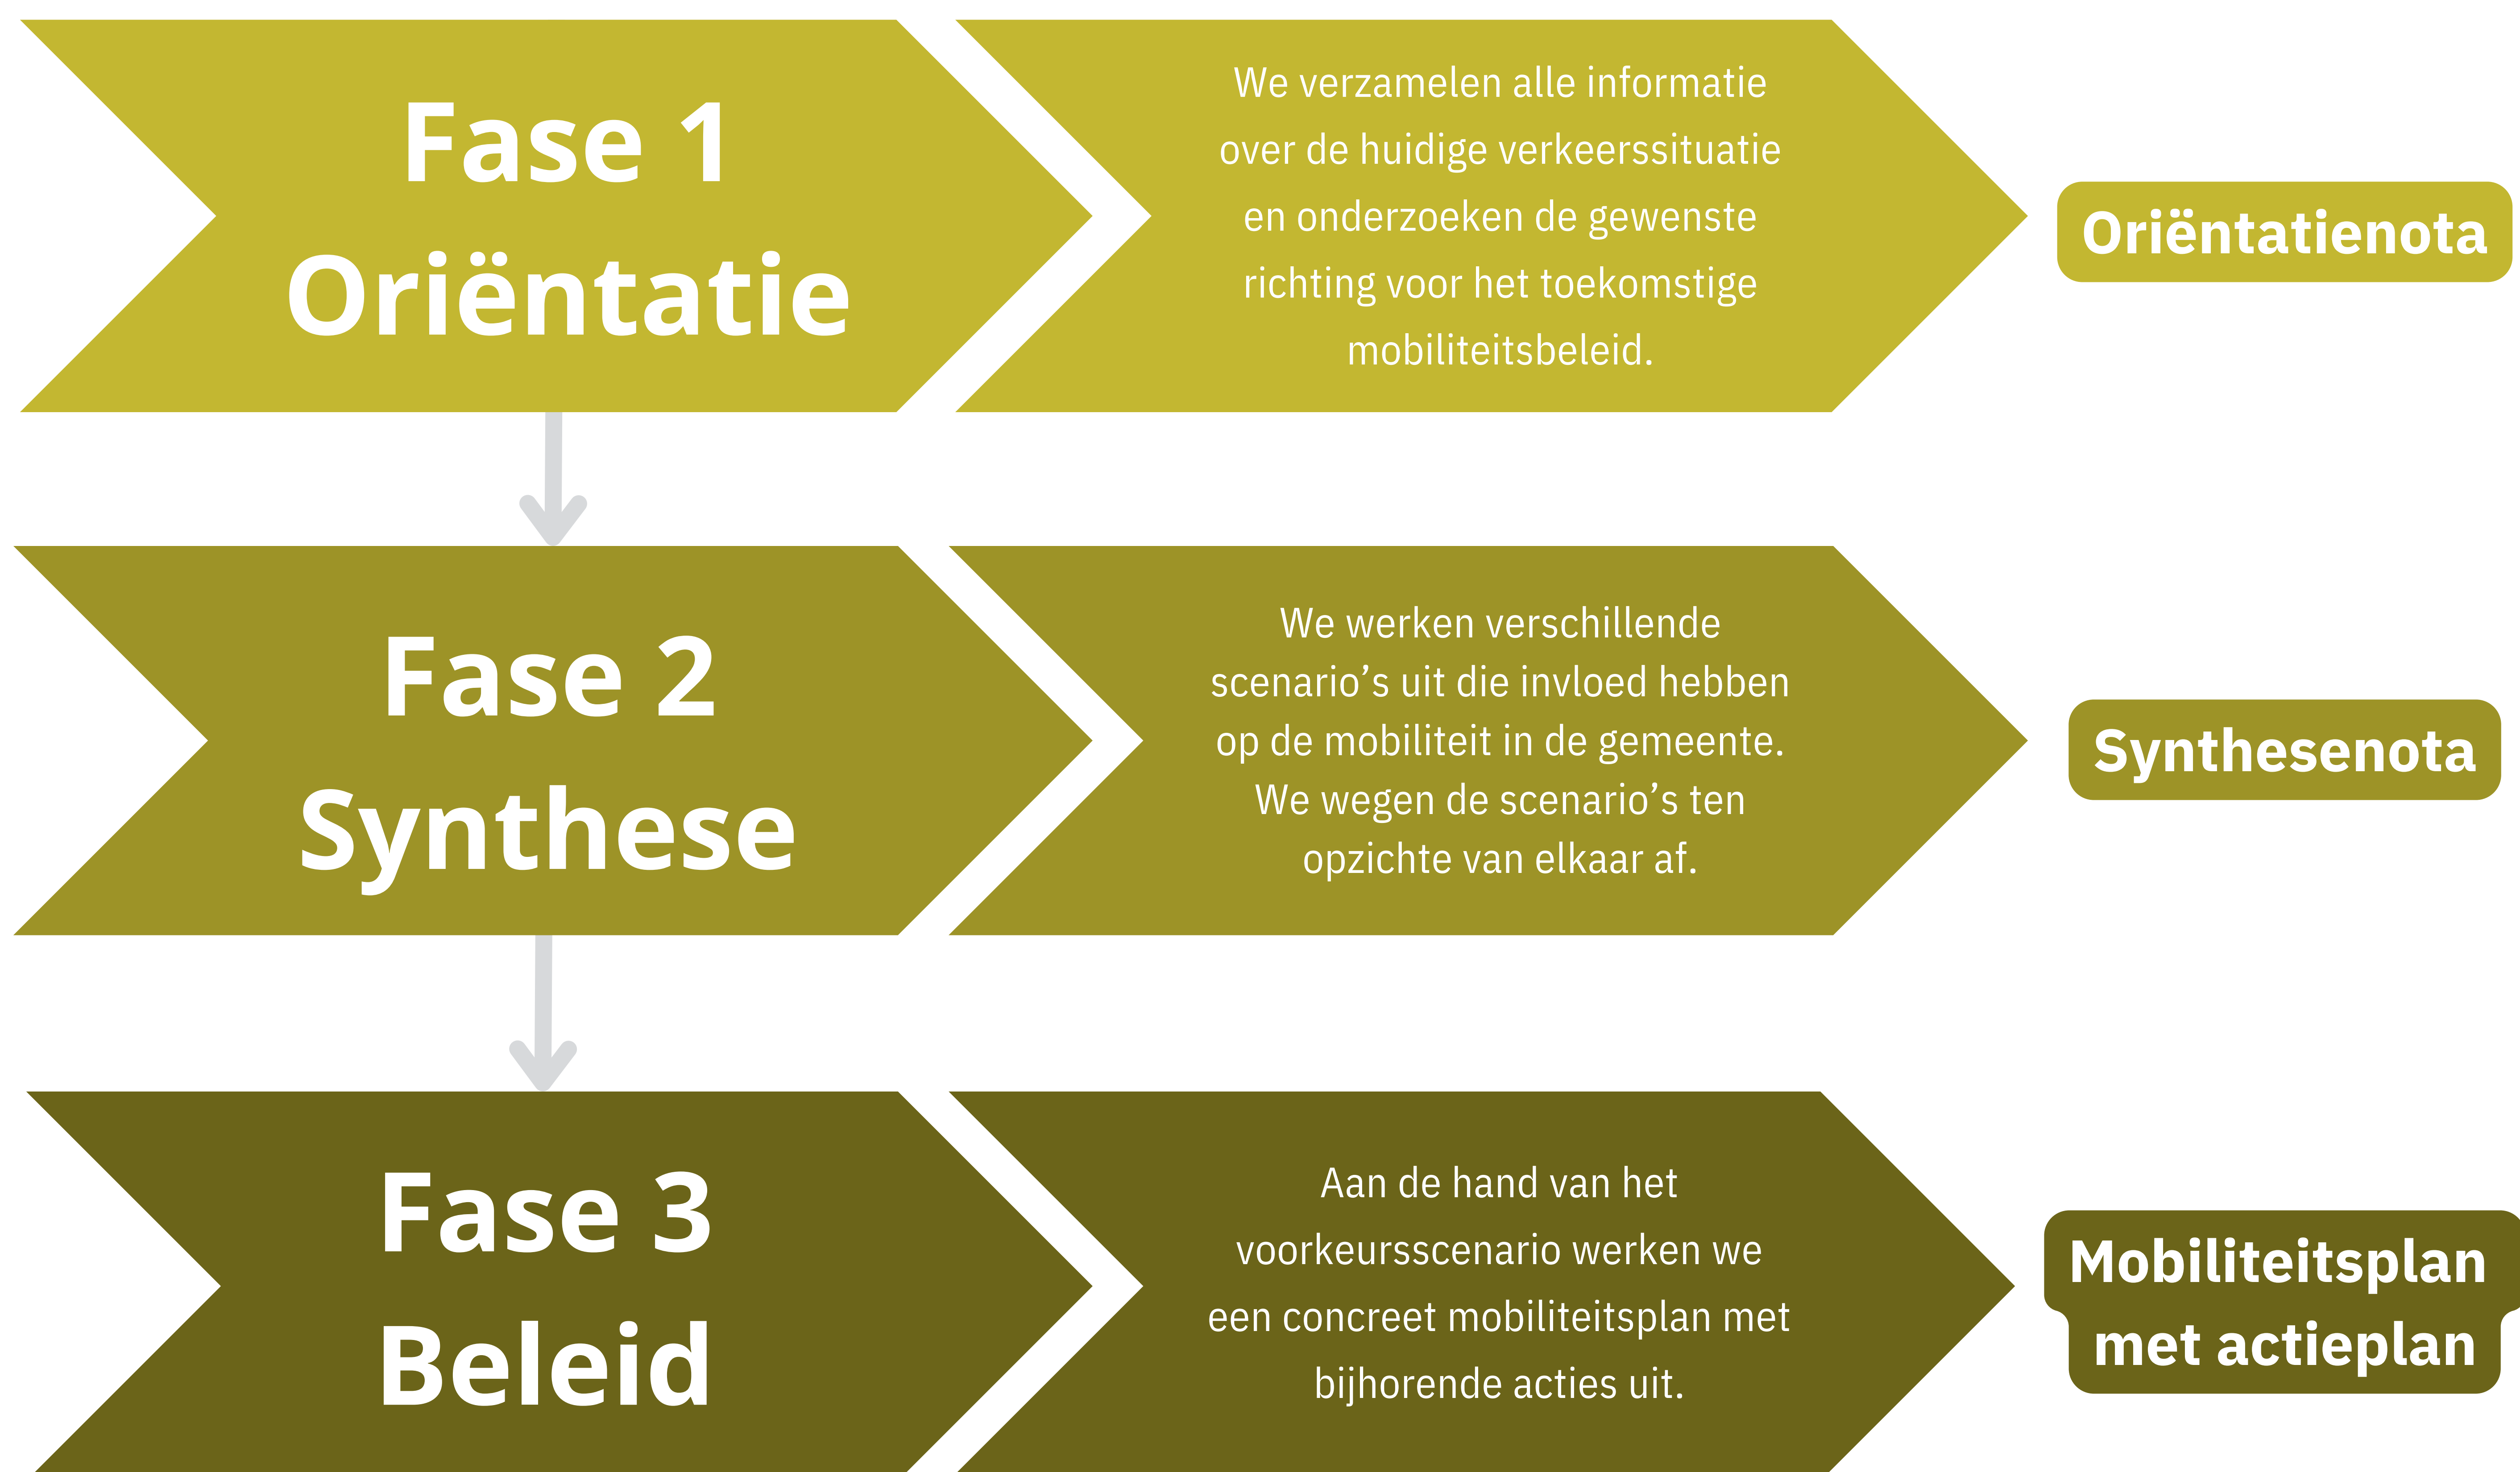 Fase 1
Oriëntatie
We verzamelen alle informatie
over de huidige verkeerssituatie
en onderzoeken de gewenste
richting voor het toekomstige
mobiliteitsbeleid.
Oriëntatienota
Fase 2
Synthese
We werken verschillende
scenario’s uit die invloed hebben
op de mobiliteit in de gemeente.
We wegen de scenario’s ten
opzichte van elkaar af.
Synthesenota
Fase 3
Beleid
Aan de hand van het
voorkeursscenario werken we
een concreet mobiliteitsplan met
bijhorende acties uit.
Mobiliteitsplan
met actieplan